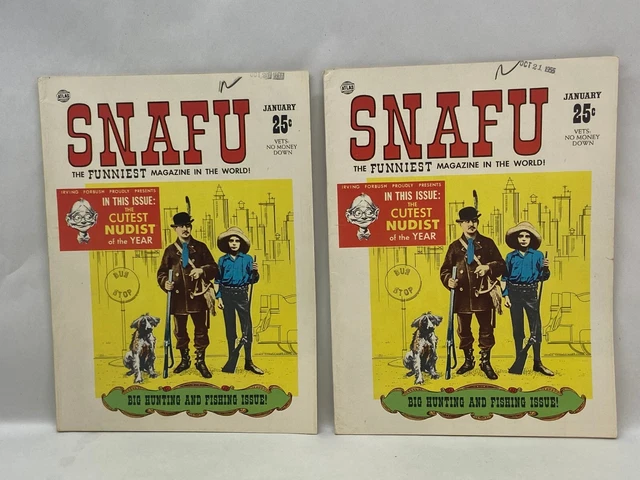 ATLAS
SNAFU
JANUARY
25¢
VETS:
NO MONEY
DOWN
THE FUNNIEST MAGAZINE IN THE WORLD!
IRVING FORBUSH PROUDLY PRESENTS
IN THIS ISSUE:
THE
CUTEST
NUDIST
of the YEAR
BUS
STOP
BIG HUNTING AND FISHING ISSUE!
ATLAS
OCT 21 1955
SNAFU
JANUARY
25¢
VETS:
NO MONEY
DOWN
THE FUNNIEST MAGAZINE IN THE WORLD!
IRVING FORBUSH PROUDLY PRESENTS
IN THIS ISSUE:
THE
CUTEST
NUDIST
of the YEAR
BUS
STOP
BIG HUNTING AND FISHING ISSUE!